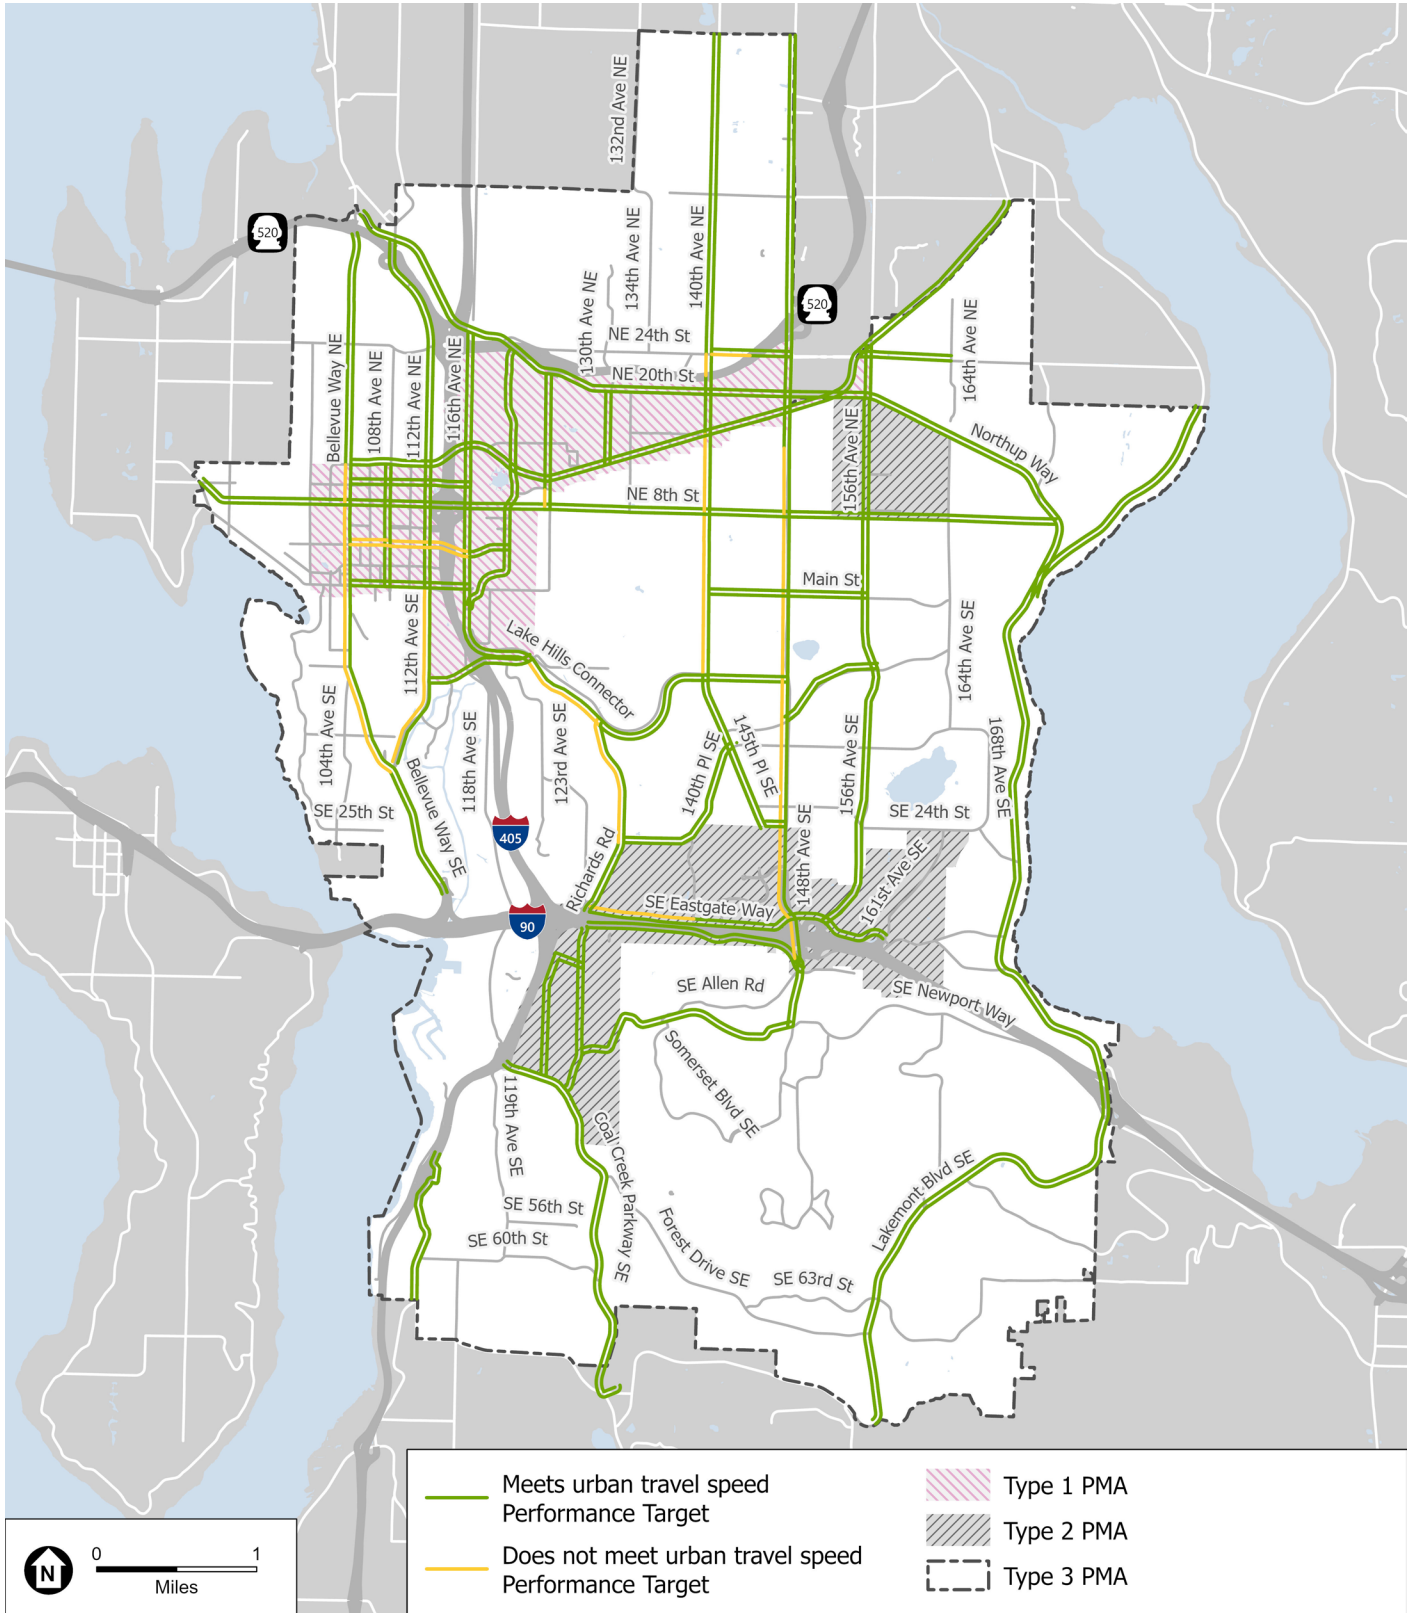 132nd Ave NE
520
134th Ave NE
140th Ave NE
130th Ave NE
520
NE 24th St
164th Ave NE
Bellevue Way NE
108th Ave NE
112th Ave NE
116th Ave NE
NE 20th St
156th Ave NE
Northup Way
NE 8th St
Main St
112th Ave SE
Lake Hills Connector
164th Ave SE
104th Ave SE
118th Ave SE
123rd Ave SE
140th Pl SE
145th Pl SE
156th Ave SE
168th Ave SE
Bellevue Way SE
SE 25th St
148th Ave SE
SE 24th St
405
Richards Rd
161st Ave SE
SE Eastgate Way
90
SE Allen Rd
SE Newport Way
Somerset Blvd SE
119th Ave SE
Coal Creek Parkway SE
Lakemont Blvd SE
SE 56th St
SE 60th St
Forest Drive SE
SE 63rd St
Meets urban travel speed
Performance Target
Does not meet urban travel speed
Performance Target
Type 1 PMA
Type 2 PMA
Type 3 PMA
N
0 1
Miles